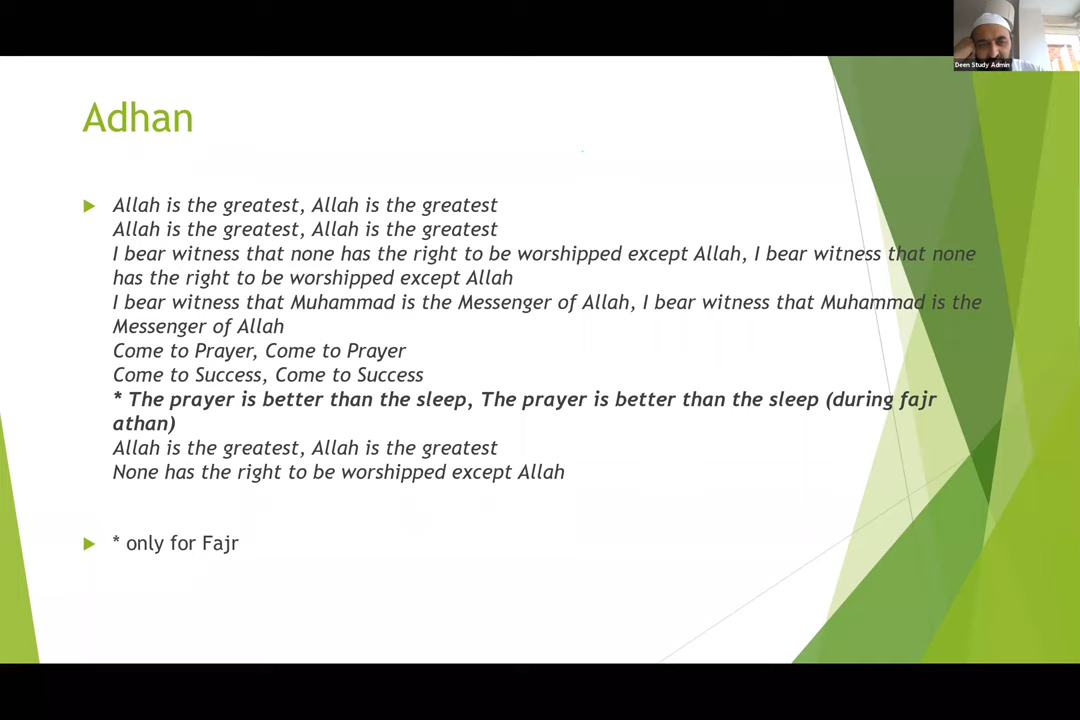 Deen Study Admin
Adhan
Allah is the greatest, Allah is the greatest
Allah is the greatest, Allah is the greatest
I bear witness that none has the right to be worshipped except Allah, I bear witness that none
has the right to be worshipped except Allah
I bear witness that Muhammad is the Messenger of Allah, I bear witness that Muhammad is the
Messenger of Allah
Come to Prayer, Come to Prayer
Come to Success, Come to Success
* The prayer is better than the sleep, The prayer is better than the sleep (during fajr
athan)
Allah is the greatest, Allah is the greatest
None has the right to be worshipped except Allah
* only for Fajr